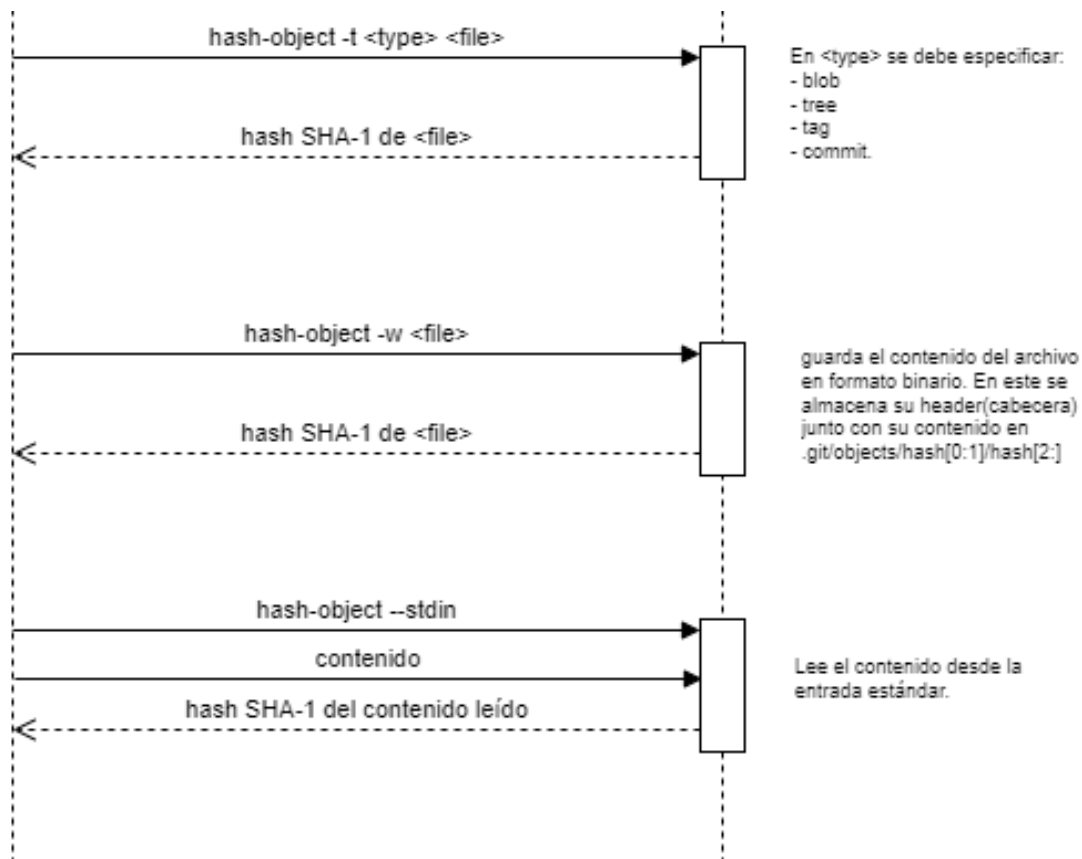 hash-object -t <type> <file>
En <type> se debe especificar:
- blob
- tree
- tag
- commit.
hash SHA-1 de <file>
hash-object -w <file>
guarda el contenido del archivo
en formato binario. En este se
almacena su header(cabecera)
junto con su contenido en
.git/objects/hash[0:1]/hash[2:]
hash SHA-1 de <file>
hash-object --stdin
contenido
hash SHA-1 del contenido leído
Lee el contenido desde la
entrada estándar.